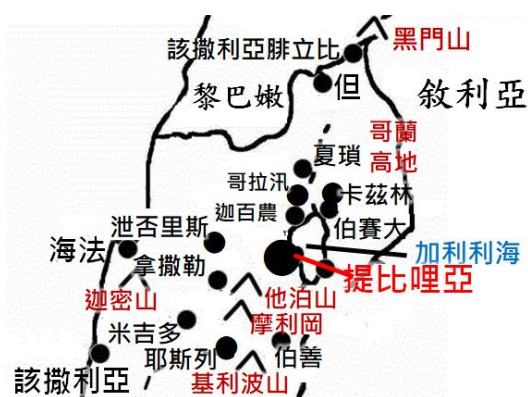 黑門山
該撒利亞腓立比
但
黎巴嫩
敘利亞
哥蘭
高地
夏瑣
哥拉汛
卡茲林
迦百農
伯賽大
泄否里斯
海法
加利利海
拿撒勒
提比哩亞
迦密山
他泊山
摩利岡
米吉多
耶斯列
伯善
該撒利亞
基利波山